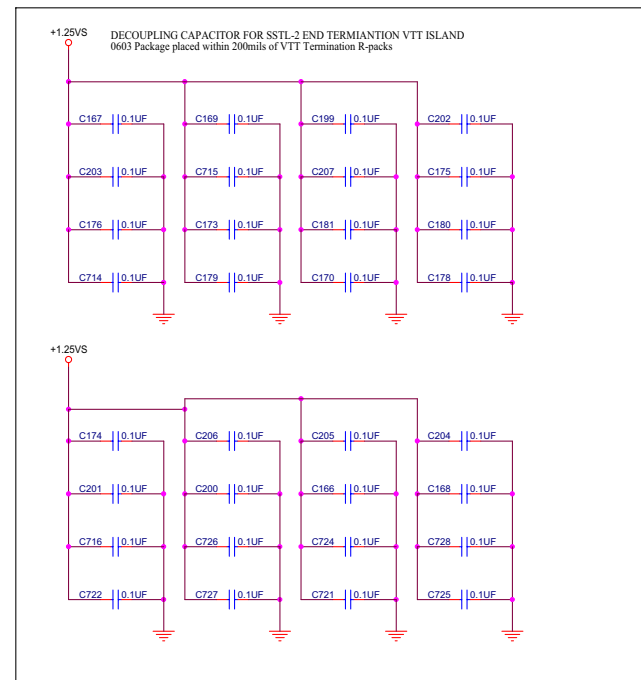 +1.25VS
DECOUPLING CAPACITOR FOR SSTL-2 END TERMIANTION VTT ISLAND
0603 Package placed within 200mils of VTT Termination R-packs
C167 0.1UF C169 0.1UF C199 0.1UF C202 0.1UF
C203 0.1UF C715 0.1UF C207 0.1UF C175 0.1UF
C176 0.1UF C173 0.1UF C181 0.1UF C180 0.1UF
C714 0.1UF C179 0.1UF C170 0.1UF C178 0.1UF
+1.25VS
C174 0.1UF C206 0.1UF C205 0.1UF C204 0.1UF
C201 0.1UF C200 0.1UF C166 0.1UF C168 0.1UF
C716 0.1UF C726 0.1UF C724 0.1UF C728 0.1UF
C722 0.1UF C727 0.1UF C721 0.1UF C725 0.1UF